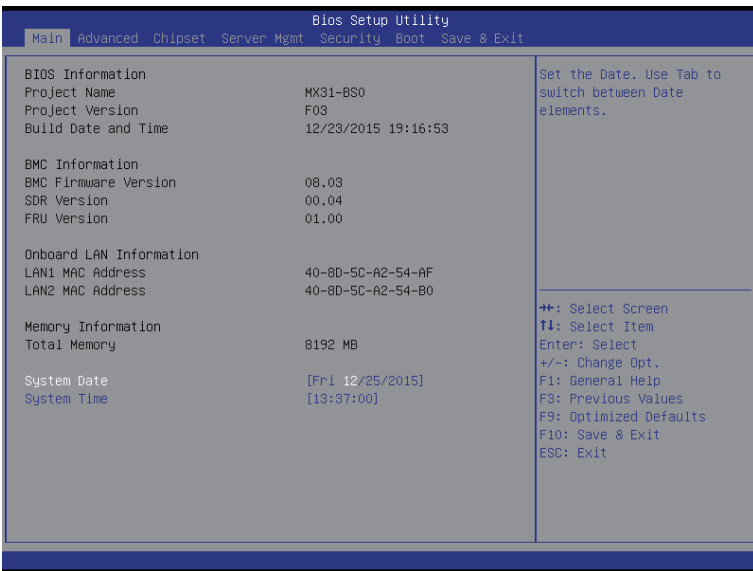 Bios Setup Utility
Main Advanced Chipset Server Mgmt Security Boot Save & Exit
BIOS Information
Project Name MX31-BS0
Project Version F03
Build Date and Time 12/23/2015 19:16:53
BMC Information
BMC Firmware Version 08.03
SDR Version 00.04
FRU Version 01.00
Onboard LAN Information
LAN1 MAC Address 40-8D-5C-A2-54-AF
LAN2 MAC Address 40-8D-5C-A2-54-B0
Memory Information
Total Memory 8192 MB
System Date [Fri 12/25/2015]
System Time [13:37:00]
Set the Date. Use Tab to
switch between Date
elements.
→←: Select Screen
↑↓: Select Item
Enter: Select
+/-: Change Opt.
F1: General Help
F3: Previous Values
F9: Optimized Defaults
F10: Save & Exit
ESC: Exit